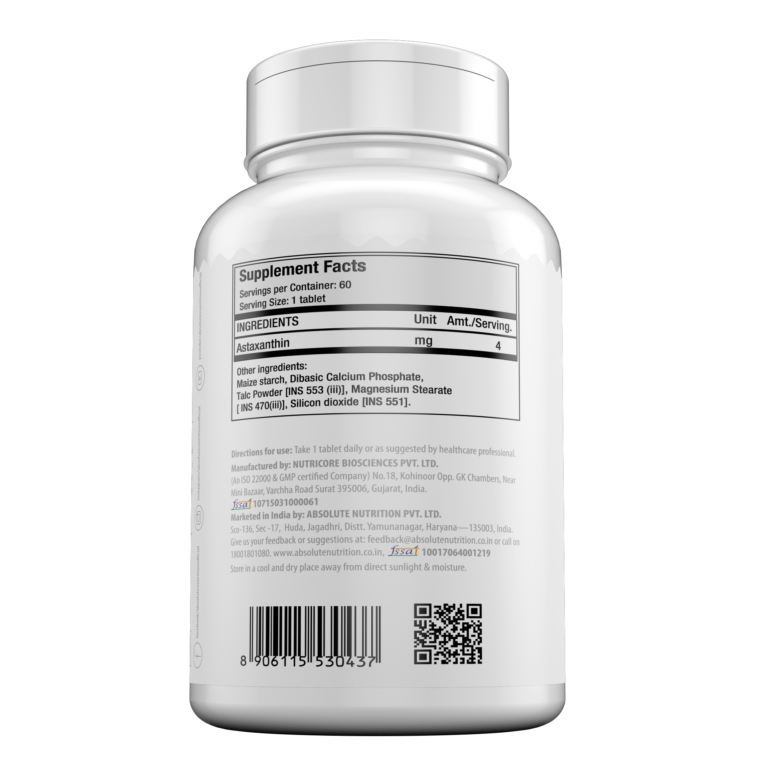 Supplement Facts
Servings per Container: 60
Serving Size: 1 tablet
INGREDIENTS Unit Amt./Serving.
Astaxanthin mg 4
Other ingredients:
Maize starch, Dibasic Calcium Phosphate,
Talc Powder [INS 553 (iii)], Magnesium Stearate
[ INS 470(iii)], Silicon dioxide [INS 551].
Directions for use: Take 1 tablet daily or as suggested by healthcare professional.
Manufactured by: NUTRICORE BIOSCIENCES PVT. LTD.
(An ISO 22000 & GMP certified Company) No.18, Kohinoor Opp. GK Chambers, Near
Mini Bazaar, Varchha Road Surat 395006, Gujarat, India.
fssai 10715031000061
Marketed in India by: ABSOLUTE NUTRITION PVT. LTD.
Sco-136, Sec -17, Huda, Jagadhri, Distt. Yamunanagar, Haryana—135003, India.
Give us your feedback or suggestions at: feedback@absolutenutrition.co.in or call on
18001801080. www.absolutenutrition.co.in, fssai 10017064001219
Store in a cool and dry place away from direct sunlight & moisture.
8 906115 530437